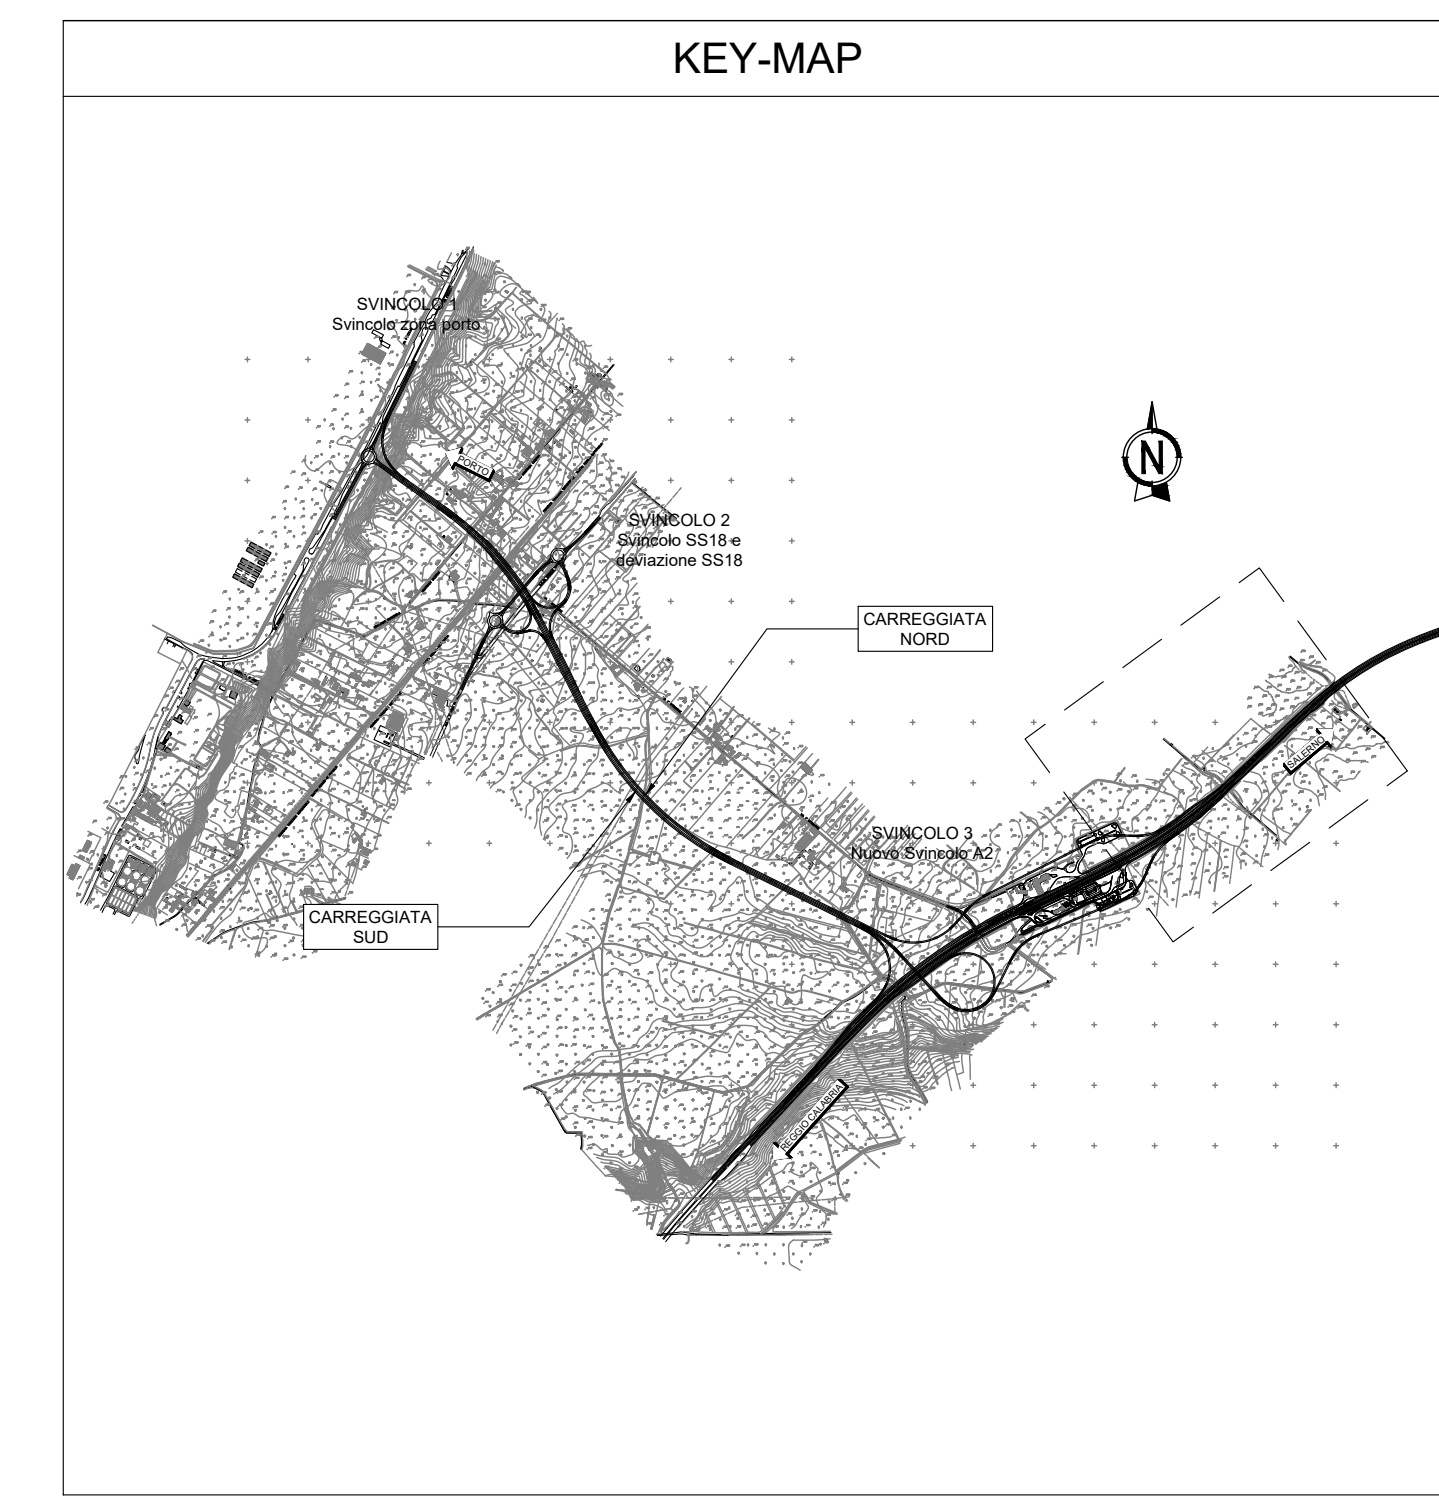 KEY-MAP
SVINCOLO 1
Svincolo zona porto
PORTO
N
SVINCOLO 2
Svincolo SS18 e
deviazione SS18
CARREGGIATA
NORD
SALERNO
SVINCOLO 3
Nuovo Svincolo A2
CARREGGIATA
SUD
REGGIO CALABRIA